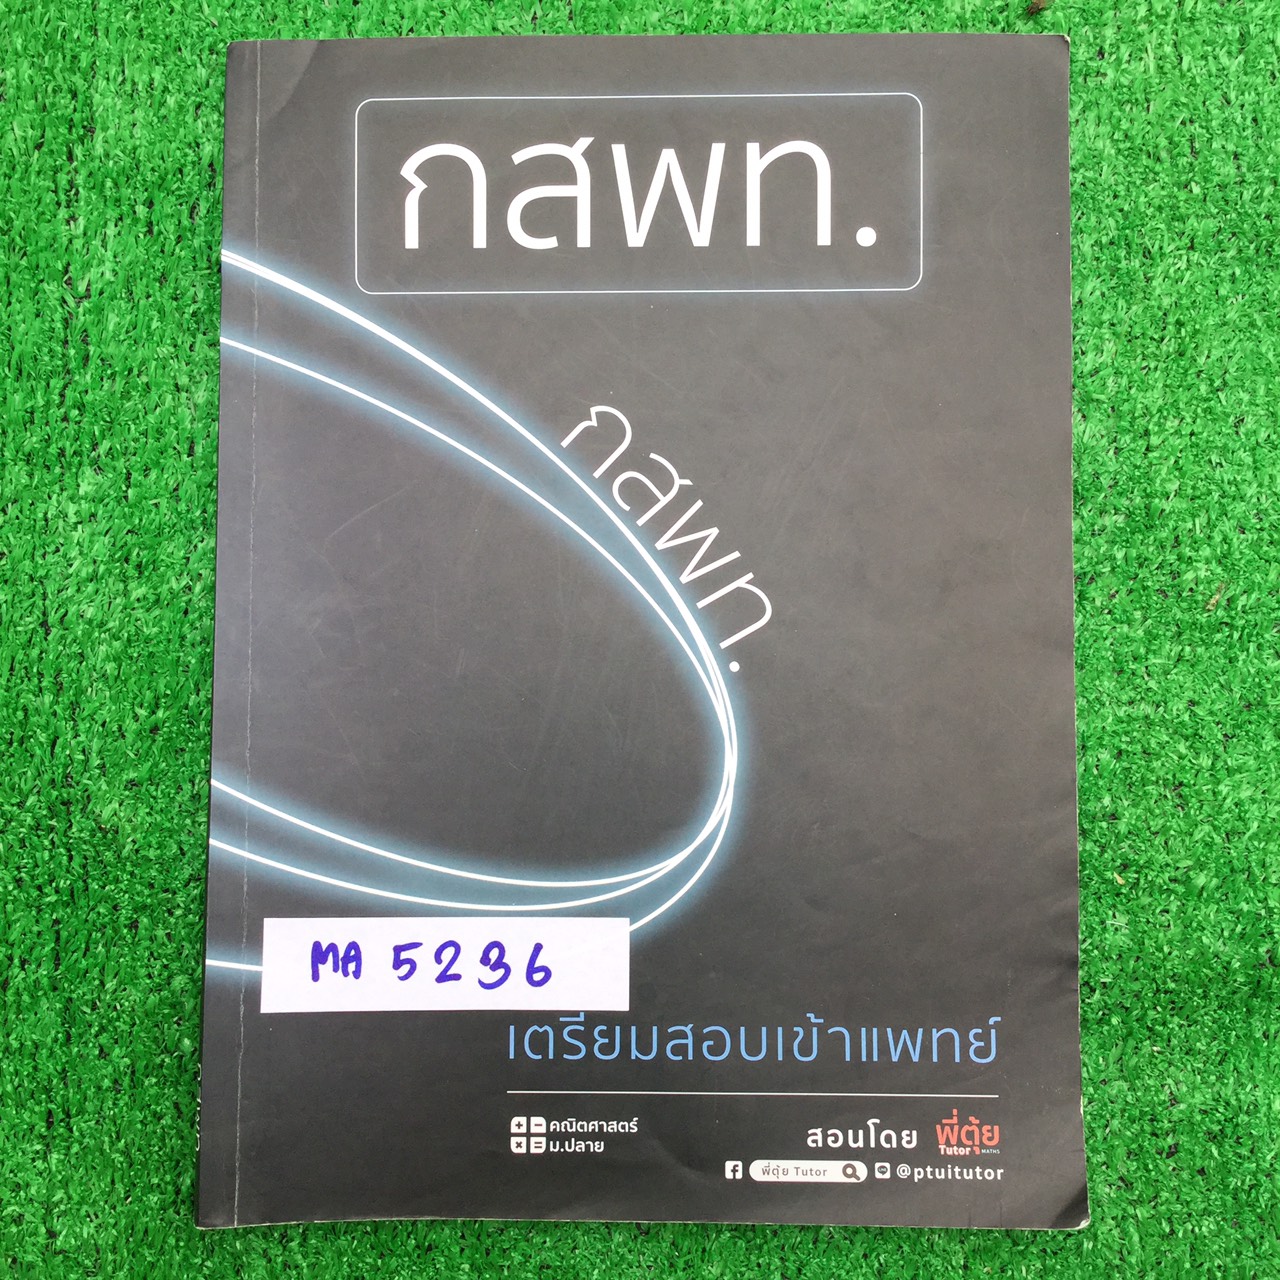 กสพท.
กสพท.
MA 5236
เตรียมสอบเข้าแพทย์
คณิตศาสตร์
ม.ปลาย
สอนโดย พี่ตุ้ย
Tutor MATHS
พี่ตุ้ย Tutor @ptuitutor